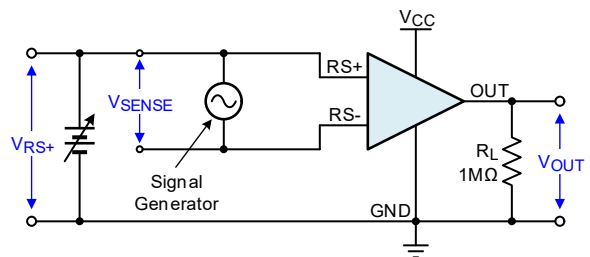 VCC
RS+
VSENSE
OUT
RS-
VRS+
RL
1MΩ
VOUT
Signal
Generator
GND